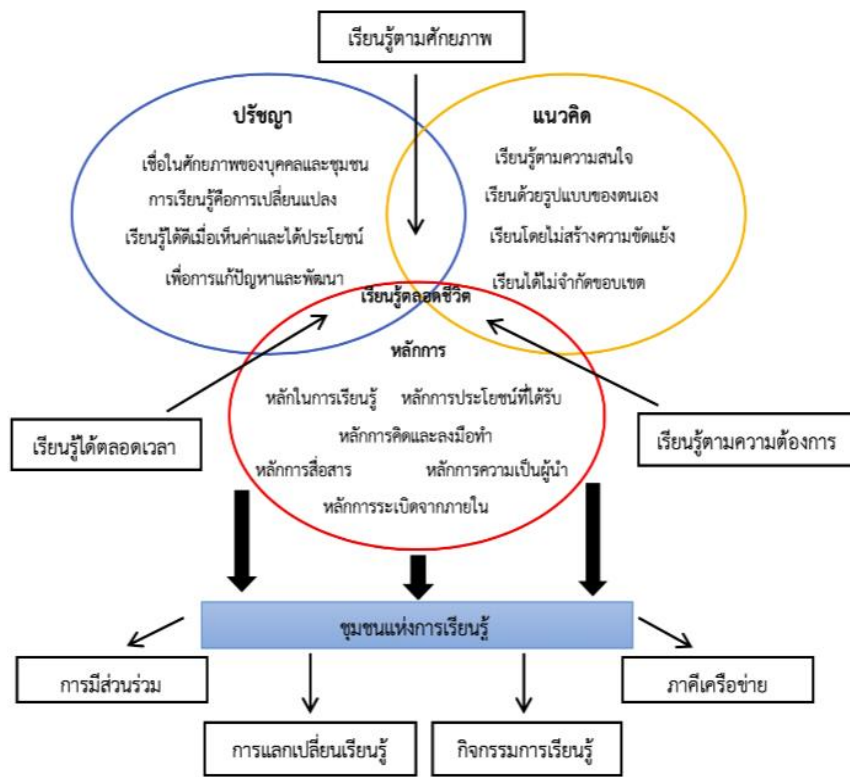 เรียนรู้ตามศักยภาพ
ปรัชญา
เชื่อในศักยภาพของบุคคลและชุมชน
การเรียนรู้คือการเปลี่ยนแปลง
เรียนรู้ได้ดีเมื่อเห็นค่าและได้ประโยชน์
เพื่อการแก้ปัญหาและพัฒนา
แนวคิด
เรียนรู้ตามความสนใจ
เรียนด้วยรูปแบบของตนเอง
เรียนโดยไม่สร้างความขัดแย้ง
เรียนได้ไม่จำกัดขอบเขต
เรียนรู้ตลอดชีวิต
หลักการ
หลักในการเรียนรู้ หลักการประโยชน์ที่ได้รับ
หลักการคิดและลงมือทำ
หลักการสื่อสาร หลักการความเป็นผู้นำ
หลักการระเบิดจากภายใน
เรียนรู้ได้ตลอดเวลา
เรียนรู้ตามความต้องการ
ชุมชนแห่งการเรียนรู้
การมีส่วนร่วม
ภาคีเครือข่าย
การแลกเปลี่ยนเรียนรู้
กิจกรรมการเรียนรู้